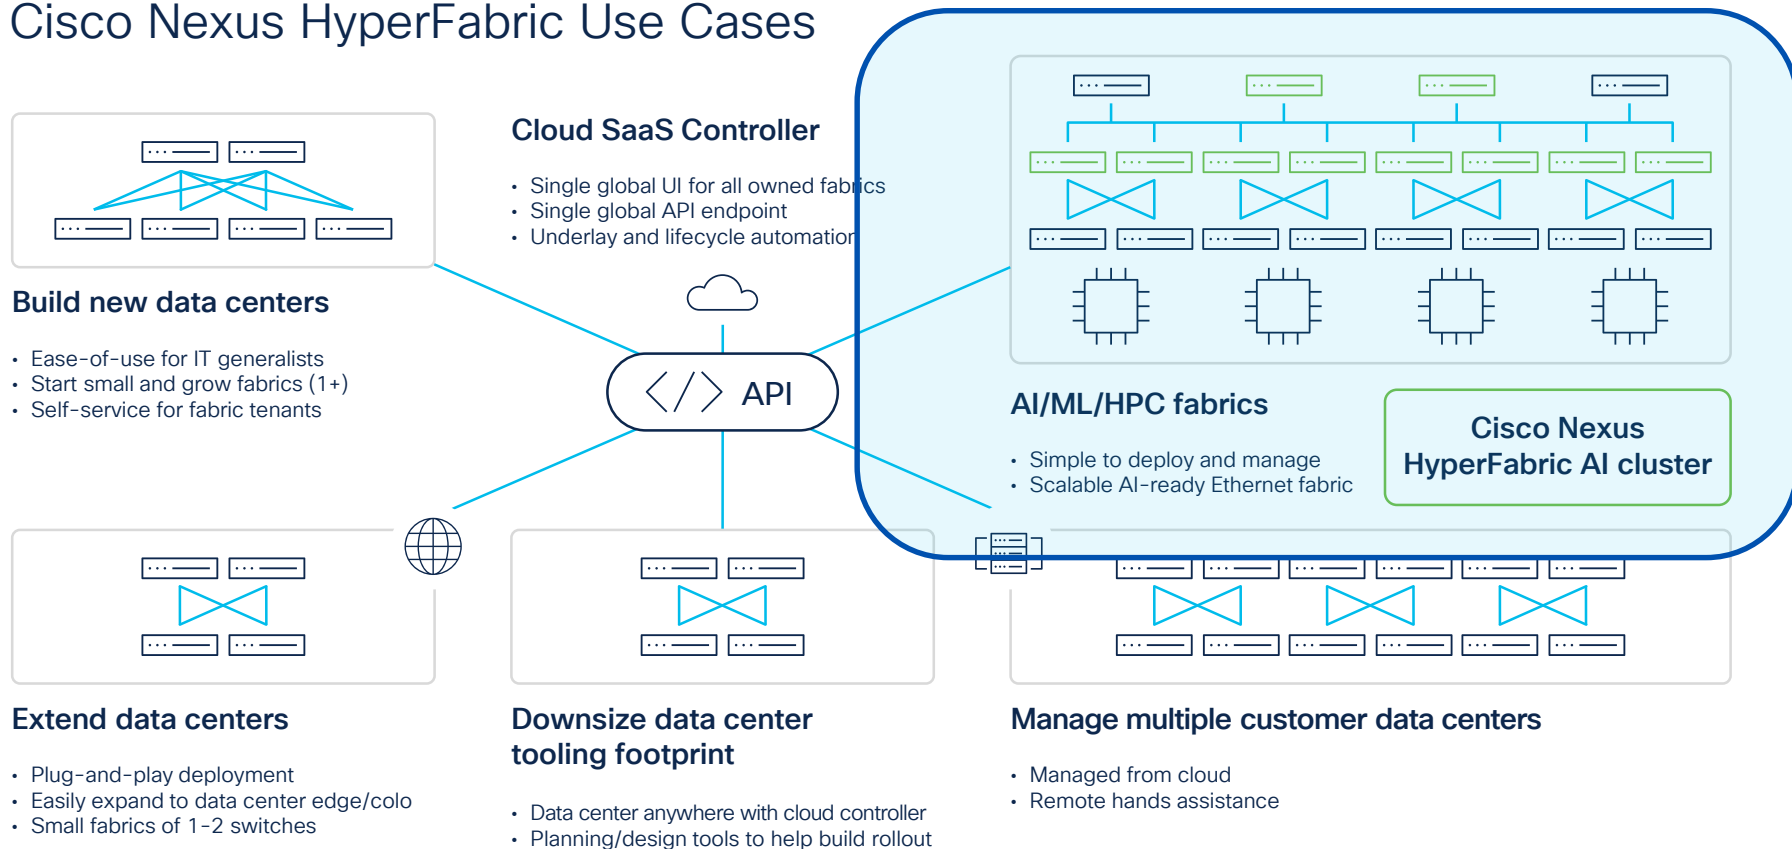 Cisco Nexus HyperFabric Use Cases
Build new data centers
• Ease-of-use for IT generalists
• Start small and grow fabrics (1+)
• Self-service for fabric tenants
Cloud SaaS Controller
• Single global UI for all owned fabrics
• Single global API endpoint
• Underlay and lifecycle automation
</> API
AI/ML/HPC fabrics
• Simple to deploy and manage
• Scalable AI-ready Ethernet fabric
Cisco Nexus
HyperFabric AI cluster
Extend data centers
• Plug-and-play deployment
• Easily expand to data center edge/colo
• Small fabrics of 1-2 switches
Downsize data center
tooling footprint
• Data center anywhere with cloud controller
• Planning/design tools to help build rollout
Manage multiple customer data centers
• Managed from cloud
• Remote hands assistance